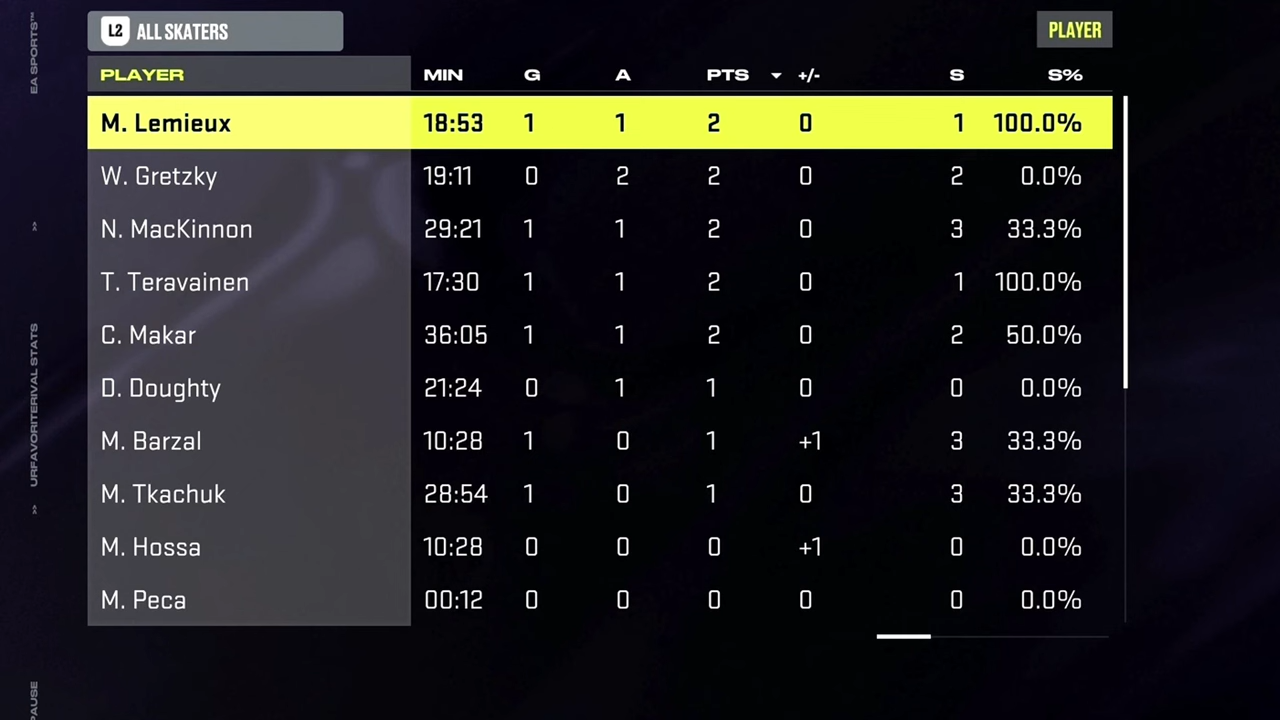 L2 ALL SKATERS PLAYER
PLAYER MIN G A PTS +/- S S%
M. Lemieux 18:53 1 1 2 0 1 100.0%
W. Gretzky 19:11 0 2 2 0 2 0.0%
N. MacKinnon 29:21 1 1 2 0 3 33.3%
T. Teravainen 17:30 1 1 2 0 1 100.0%
C. Makar 36:05 1 1 2 0 2 50.0%
D. Doughty 21:24 0 1 1 0 0 0.0%
M. Barzal 10:28 1 0 1 +1 3 33.3%
M. Tkachuk 28:54 1 0 1 0 3 33.3%
M. Hossa 10:28 0 0 0 +1 0 0.0%
M. Peca 00:12 0 0 0 0 0 0.0%
EA SPORTS™
URFAVORITERIVAL STATS
PAUSE